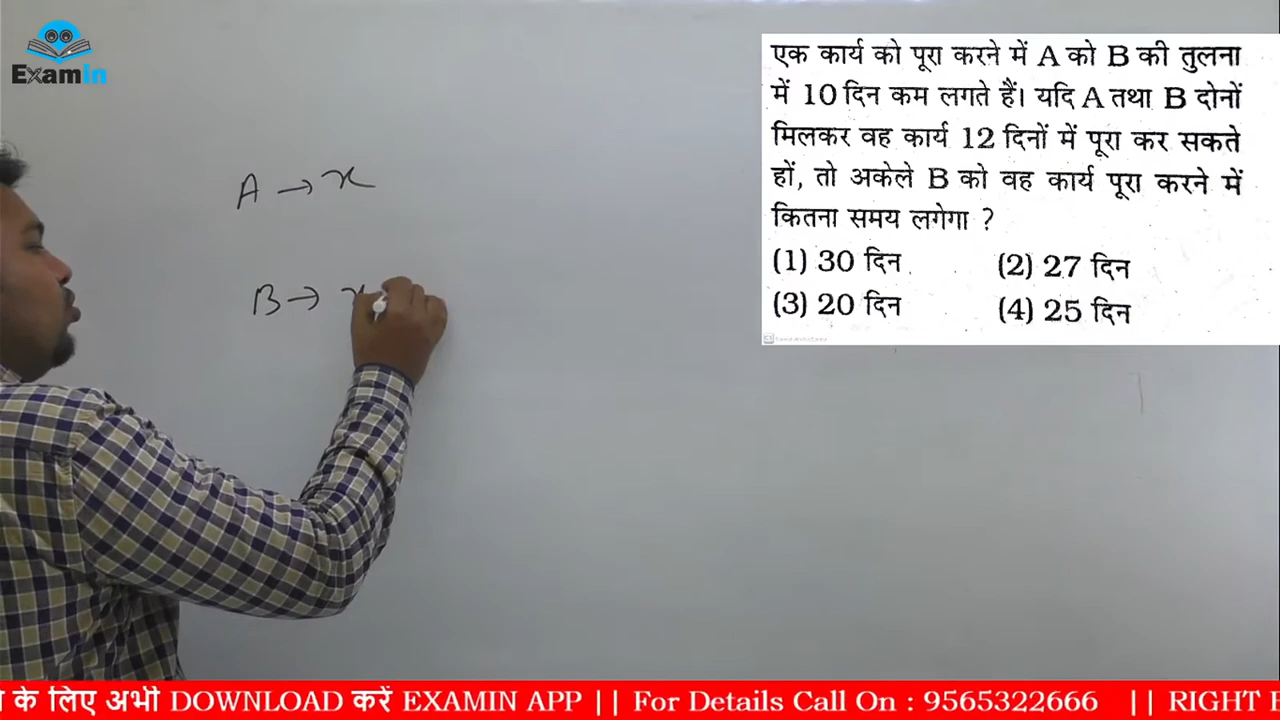 Examin
एक कार्य को पूरा करने में A को B की तुलना
में 10 दिन कम लगते हैं। यदि A तथा B दोनों
मिलकर वह कार्य 12 दिनों में पूरा कर सकते
हों, तो अकेले B को वह कार्य पूरा करने में
कितना समय लगेगा ?
(1) 30 दिन (2) 27 दिन
(3) 20 दिन (4) 25 दिन
A → x
B → x
के लिए अभी DOWNLOAD करें EXAMIN APP || For Details Call On : 9565322666 || RIGHT